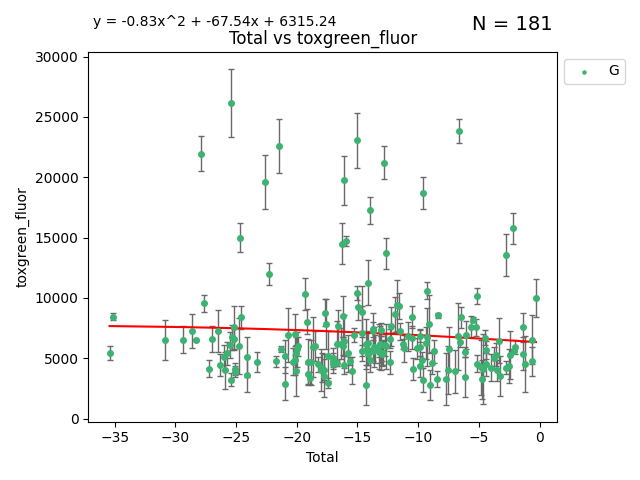 y = -0.83x^2 + -67.54x + 6315.24
N = 181
Total vs toxgreen_fluor
G
toxgreen_fluor
30000
25000
20000
15000
10000
5000
0
−35 −30 −25 −20 −15 −10 −5 0
Total